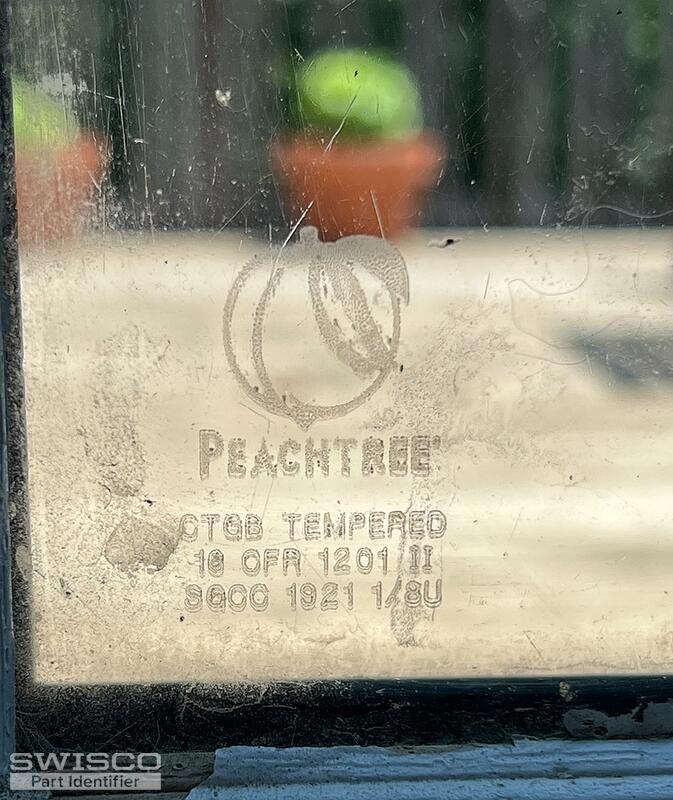 PEACHTREE
CTGB TEMPERED
16 CFR 1201 II
SGCC 1921 1/8U
SWISCO
Part Identifier